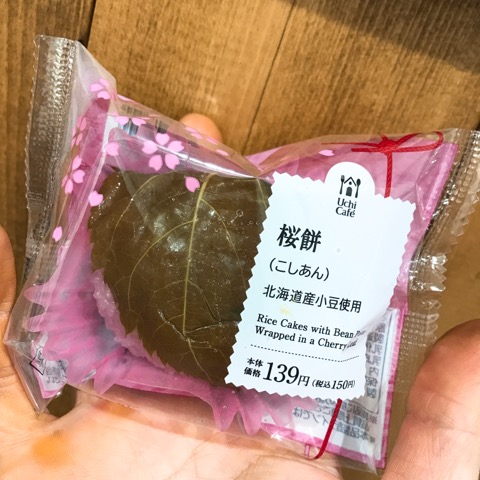 Uchi
Café
桜餅
(こしあん)
北海道産小豆使用
Rice Cakes with Bean
Wrapped in a Cherry
本体
価格 139円 (税込150円)